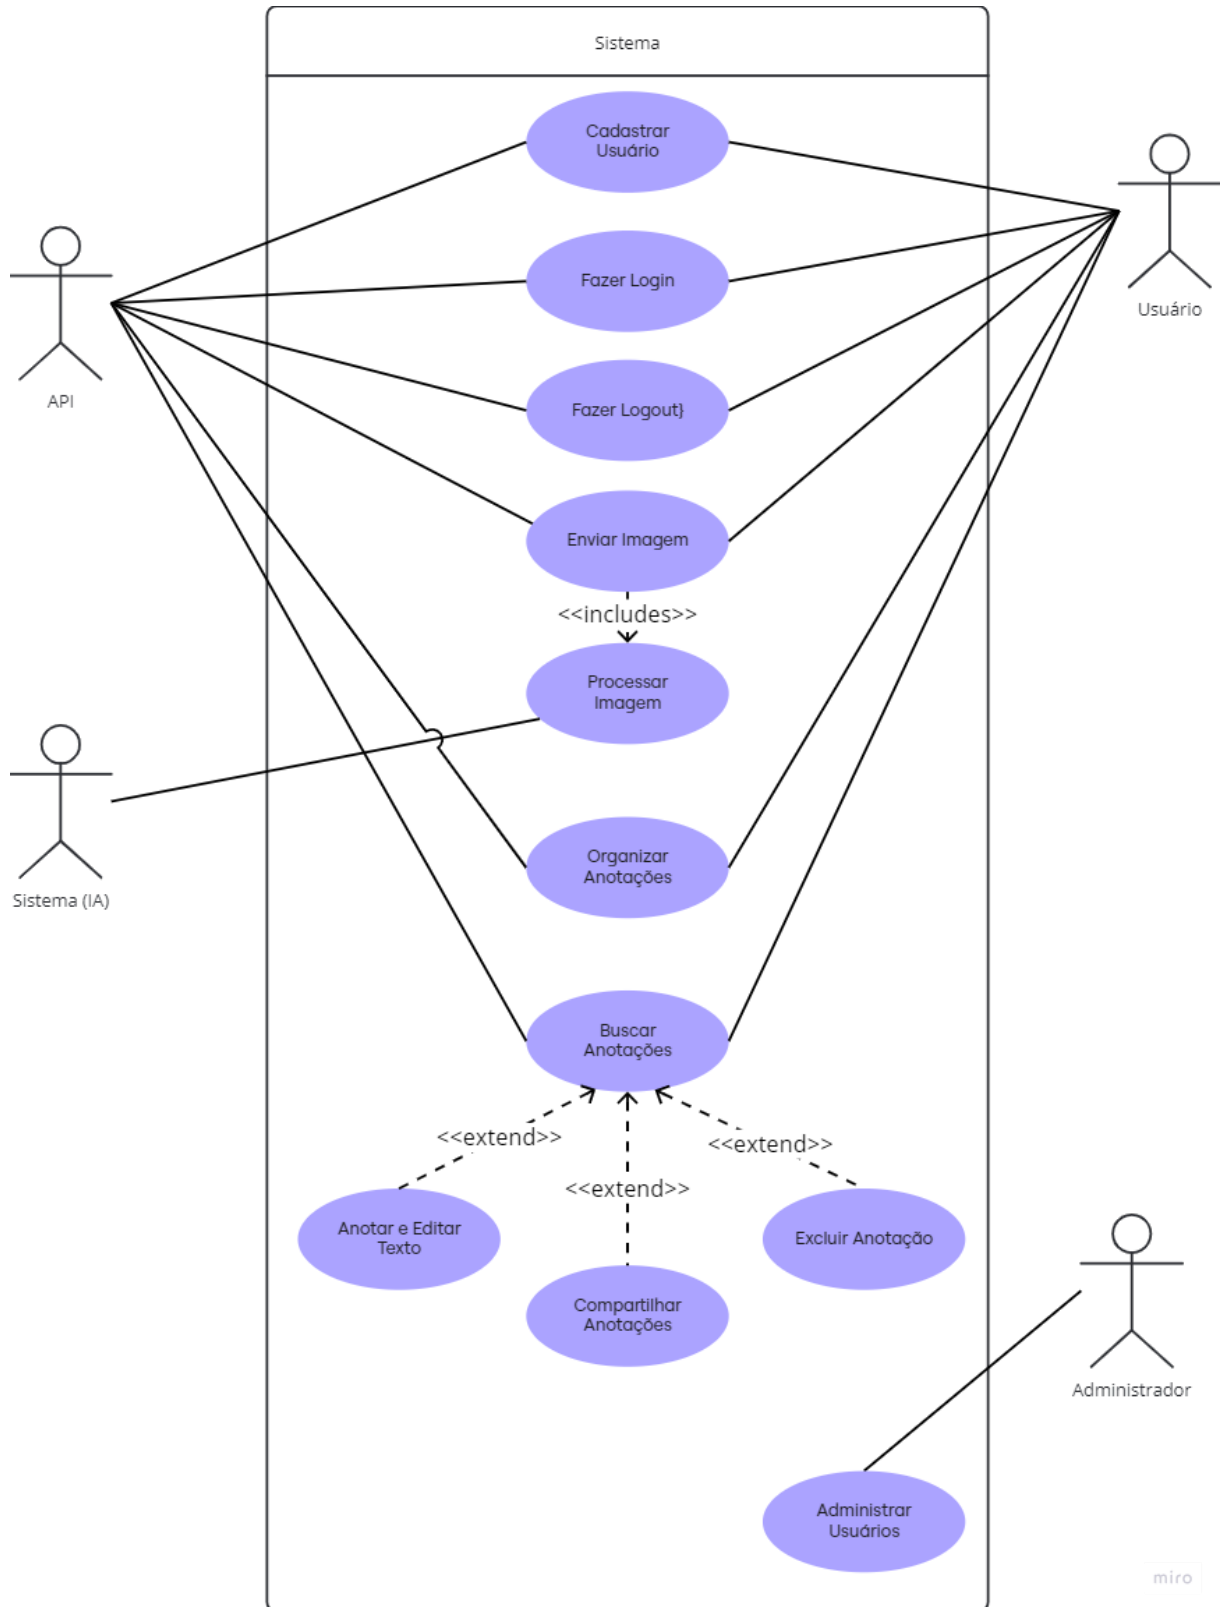 Sistema
Cadastrar
Usuário
Usuário
Fazer Login
API
Fazer Logout}
Enviar Imagem
<<includes>>
Processar
Imagem
Sistema (IA)
Organizar
Anotações
Buscar
Anotações
<<extend>>
<<extend>>
<<extend>>
Anotar e Editar
Texto
Compartilhar
Anotações
Excluir Anotação
Administrador
Administrar
Usuários
miro